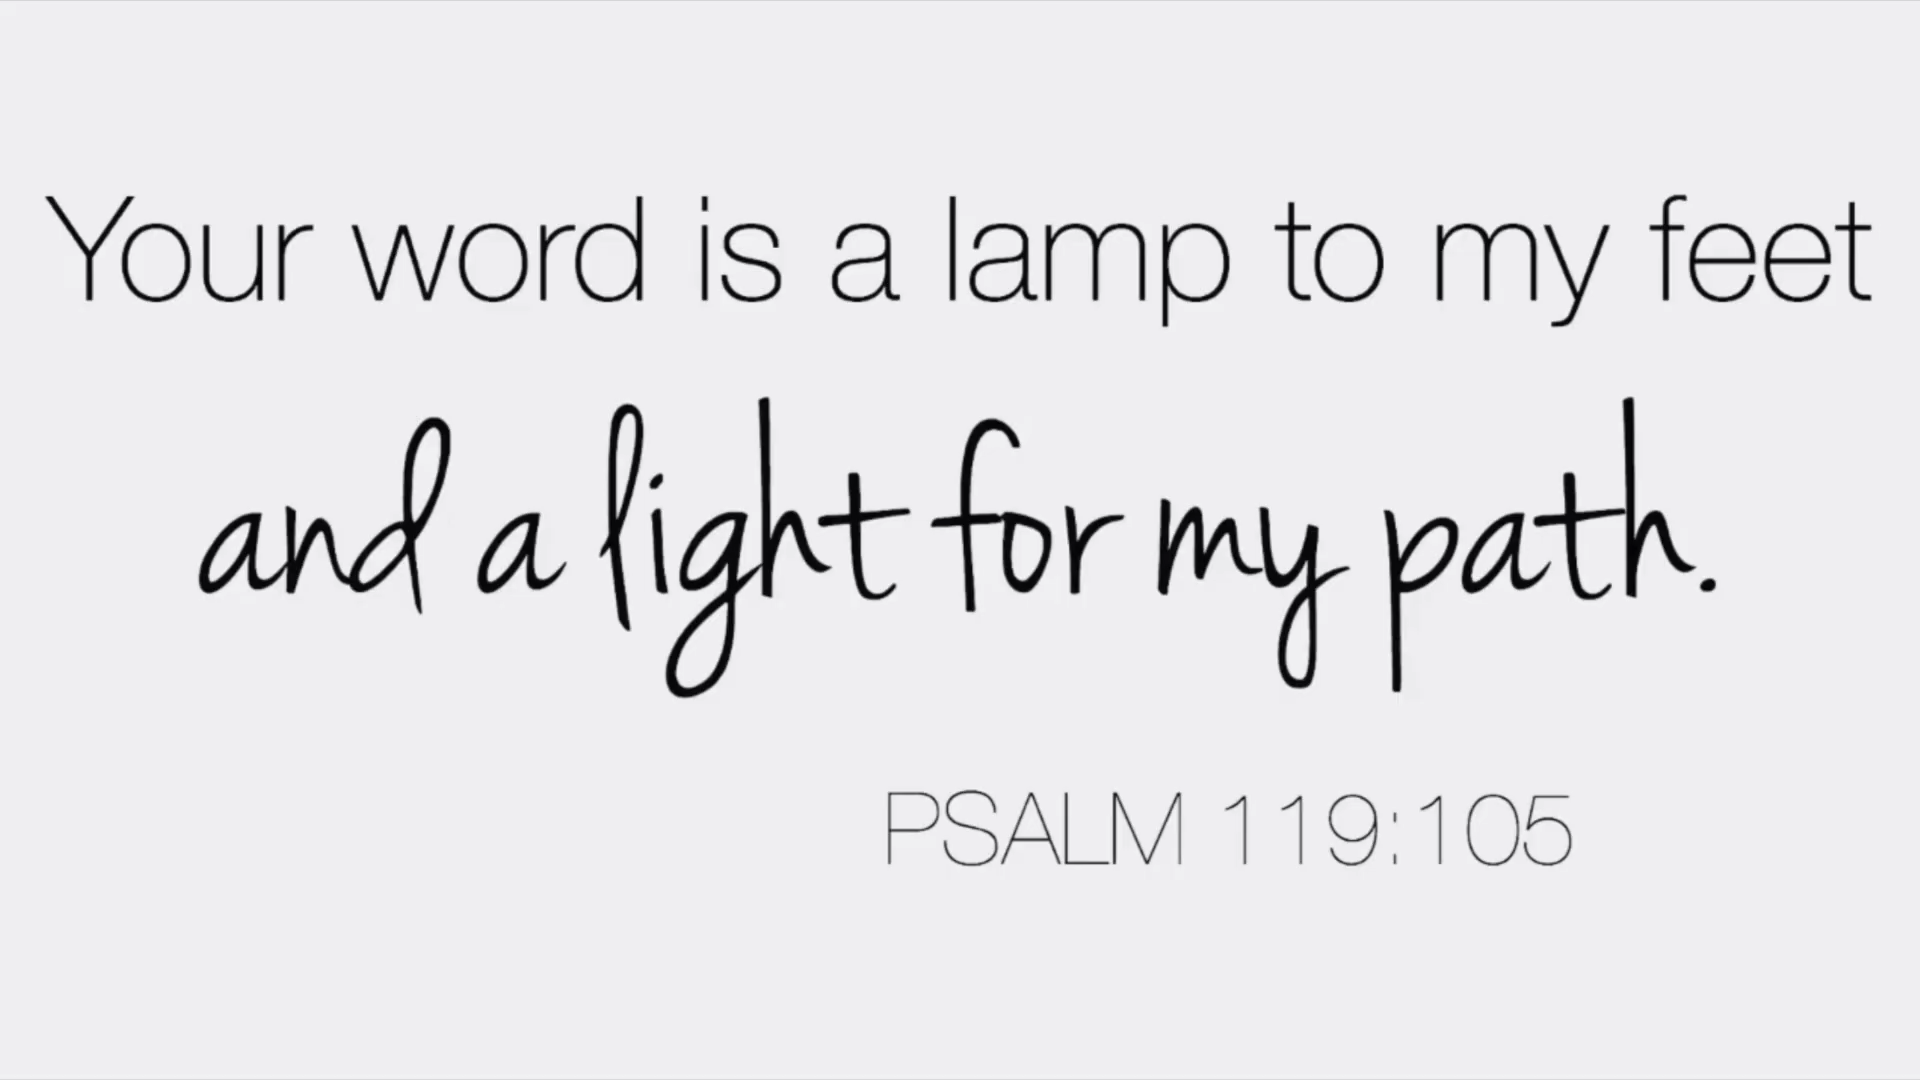 Your word is a lamp to my feet
and a light for my path.
PSALM 119:105